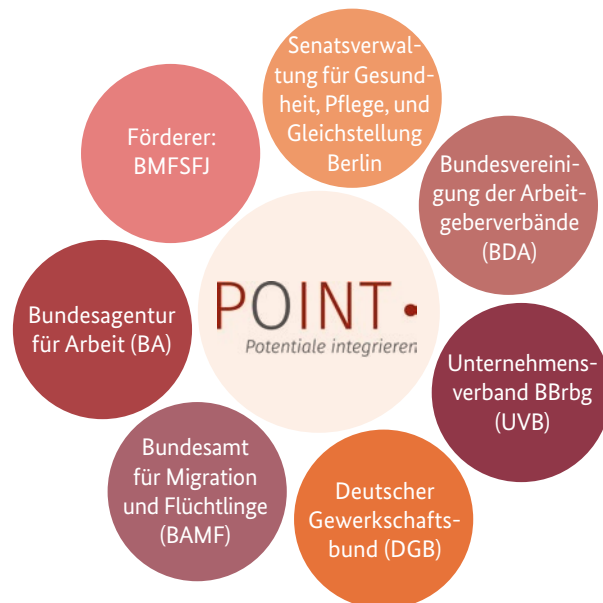 Senatsverwal-
tung für Gesund-
heit, Pflege, und
Gleichstellung
Berlin
Förderer:
BMFSFJ
Bundesvereini-
gung der Arbeit-
geberverbände
(BDA)
POINT
Potentiale integrieren
Bundesagentur
für Arbeit (BA)
Unternehmens-
verband BBrbg
(UVB)
Bundesamt
für Migration
und Flüchtlinge
(BAMF)
Deutscher
Gewerkschafts-
bund (DGB)